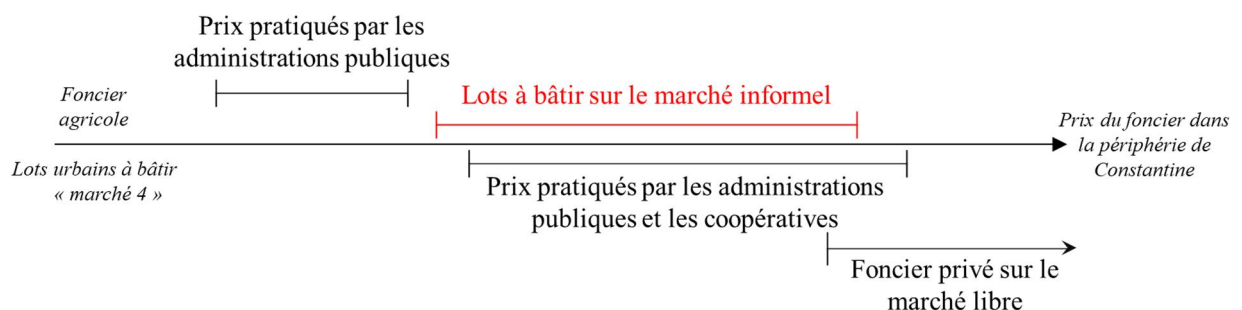 Prix pratiqués par les
administrations publiques
Foncier
agricole
Lots à bâtir sur le marché informel
Prix du foncier dans
la périphérie de
Constantine
Lots urbains à bâtir
« marché 4 »
Prix pratiqués par les administrations
publiques et les coopératives
Foncier privé sur le
marché libre